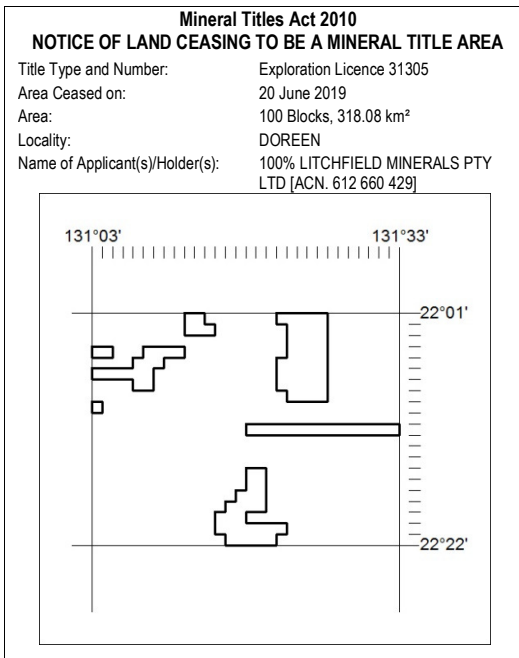 Mineral Titles Act 2010
NOTICE OF LAND CEASING TO BE A MINERAL TITLE AREA
Title Type and Number: Exploration Licence 31305
Area Ceased on: 20 June 2019
Area: 100 Blocks, 318.08 km²
Locality: DOREEN
Name of Applicant(s)/Holder(s): 100% LITCHFIELD MINERALS PTY
LTD [ACN. 612 660 429]
131°03' 131°33'
22°01'
22°22'